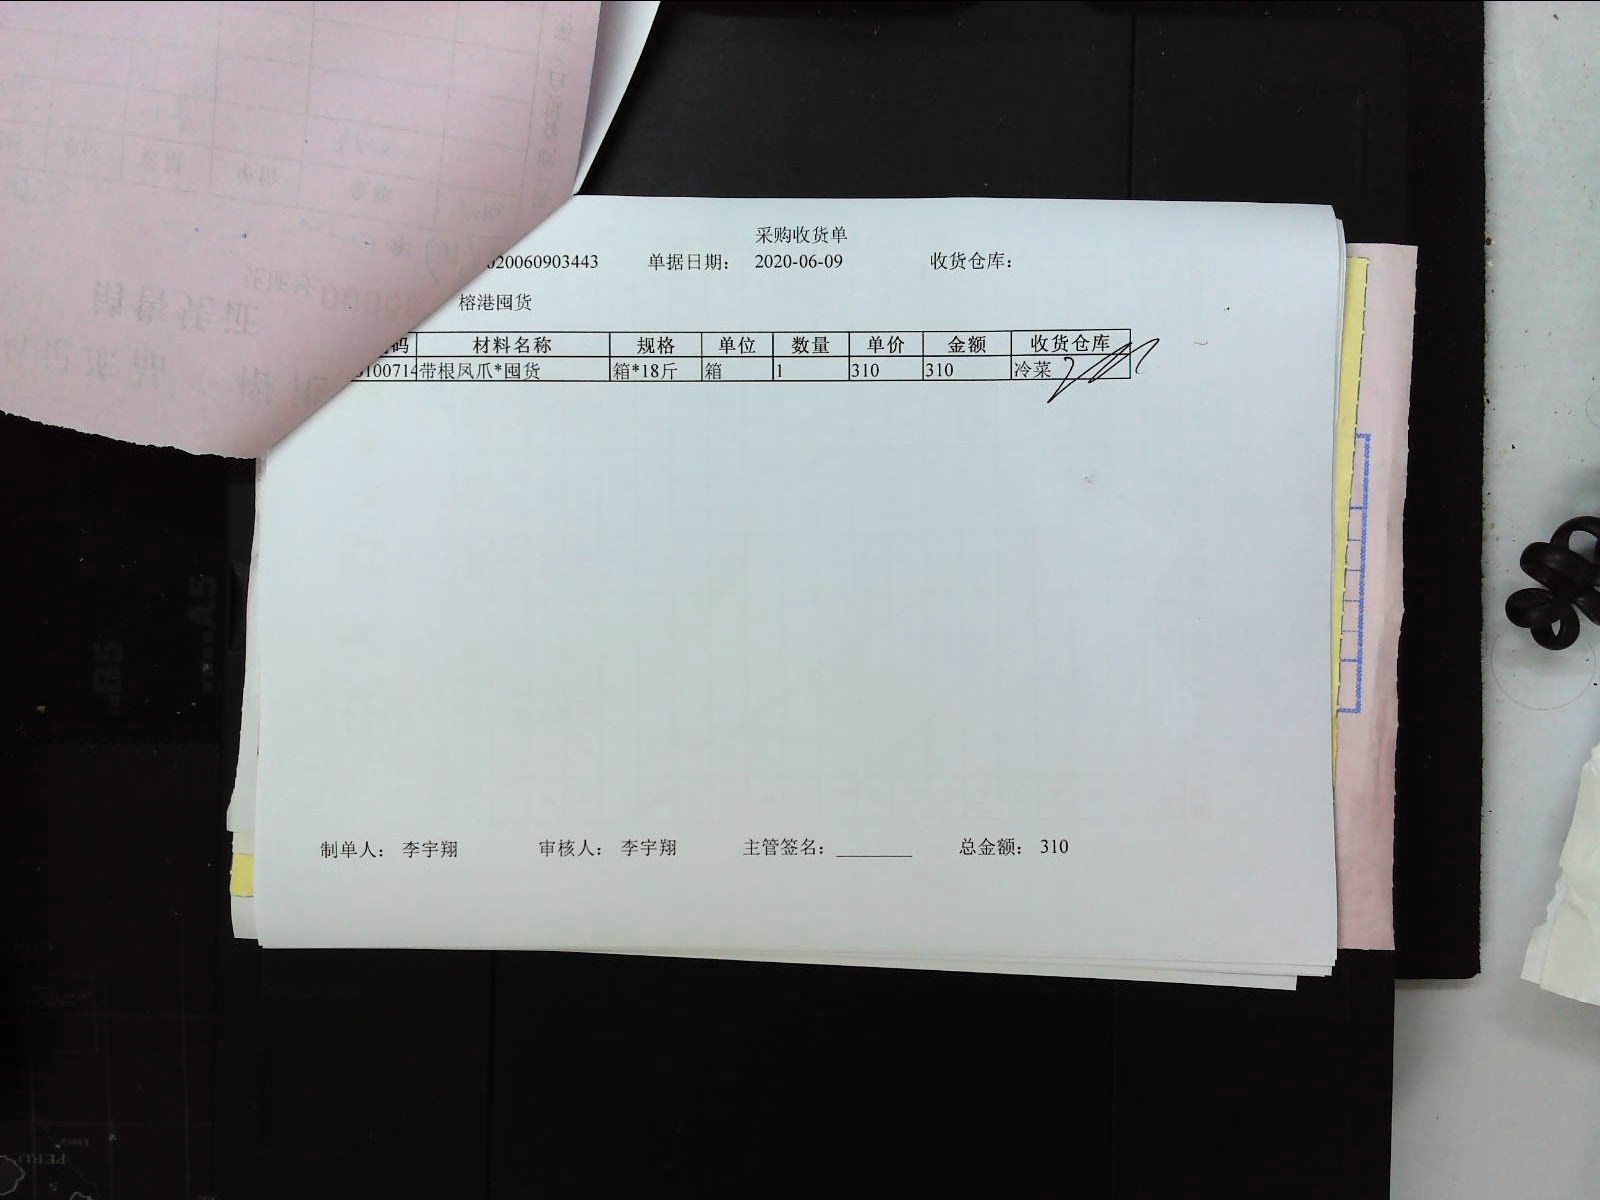 采购收货单
020060903443 单据日期： 2020-06-09 收货仓库：
榕港囤货
码 材料名称 规格 单位 数量 单价 金额 收货仓库
100714 带根凤爪*囤货 箱*18斤 箱 1 310 310 冷菜
制单人： 李宇翔 审核人： 李宇翔 主管签名：________ 总金额： 310